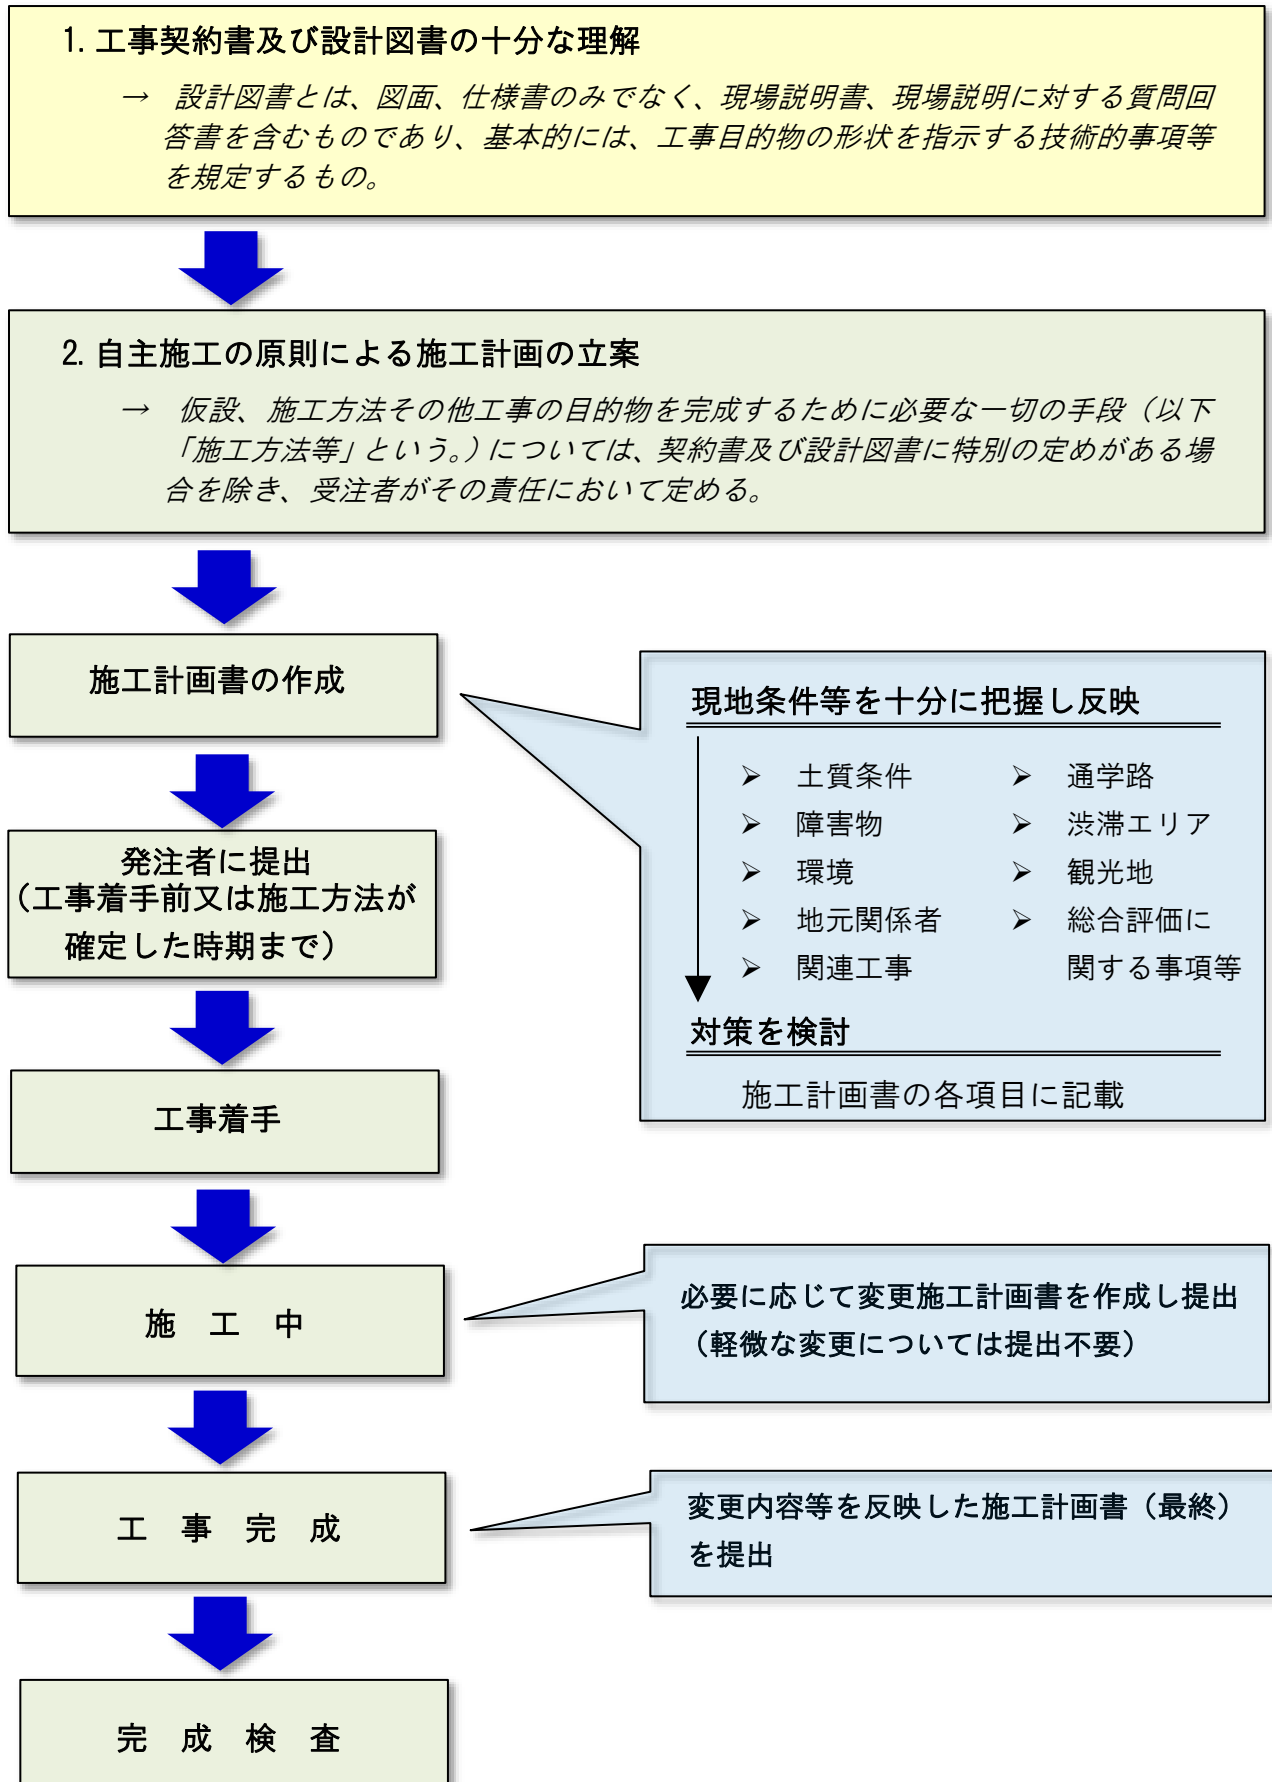 1. 工事契約書及び設計図書の十分な理解
→ 設計図書とは、図面、仕様書のみでなく、現場説明書、現場説明に対する質問回
答書を含むものであり、基本的には、工事目的物の形状を指示する技術的事項等
を規定するもの。
2. 自主施工の原則による施工計画の立案
→ 仮設、施工方法その他工事の目的物を完成するために必要な一切の手段（以下
「施工方法等」という。）については、契約書及び設計図書に特別の定めがある場
合を除き、受注者がその責任において定める。
施工計画書の作成
現地条件等を十分に把握し反映
➢ 土質条件
➢ 障害物
➢ 環境
➢ 地元関係者
➢ 関連工事
➢ 通学路
➢ 渋滞エリア
➢ 観光地
➢ 総合評価に
関する事項等
対策を検討
施工計画書の各項目に記載
発注者に提出
（工事着手前又は施工方法が
確定した時期まで）
工事着手
施 工 中
必要に応じて変更施工計画書を作成し提出
（軽微な変更については提出不要）
工 事 完 成
変更内容等を反映した施工計画書（最終）
を提出
完 成 検 査